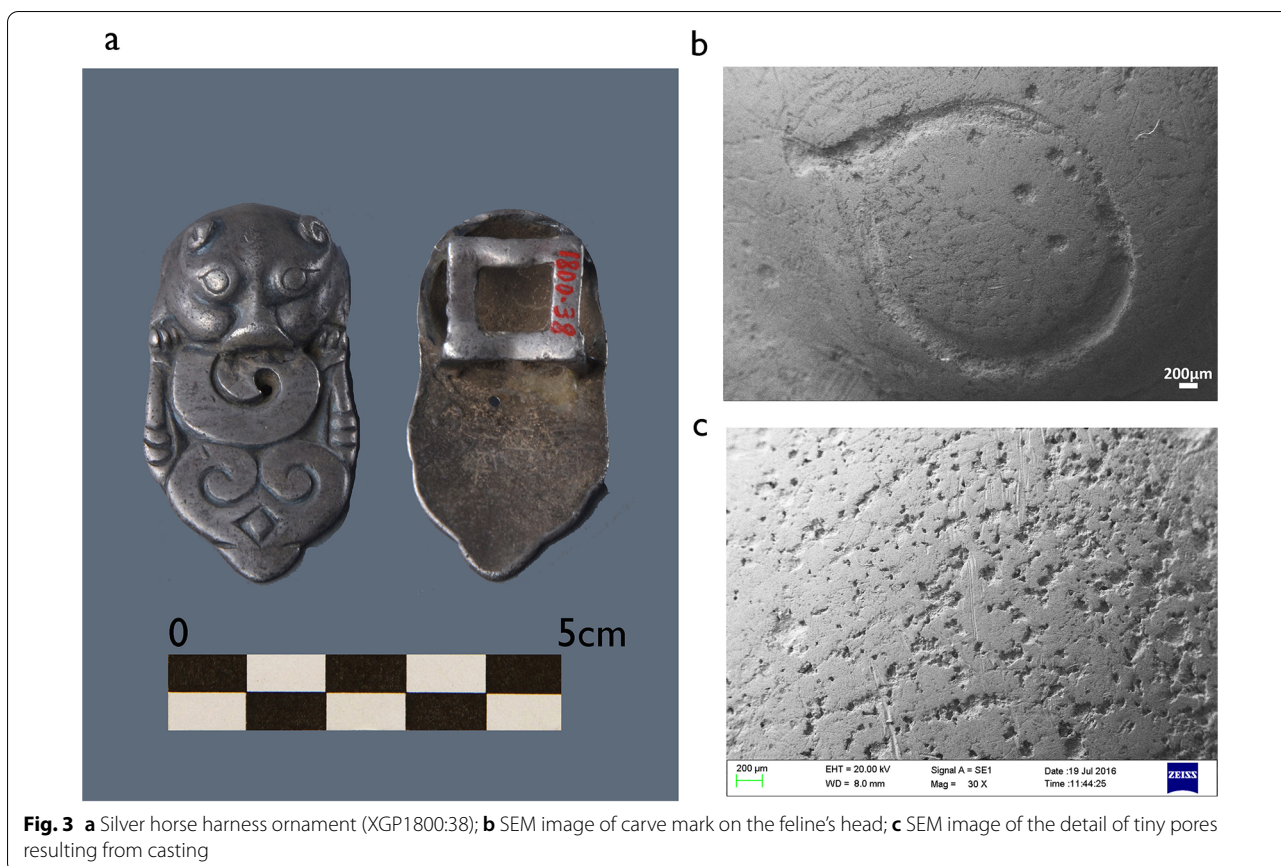 a
b
1800:38
0
5cm
200µm
c
200 µm
EHT = 20.00 kV
WD = 8.0 mm
Signal A = SE1
Mag = 30 X
Date :19 Jul 2016
Time :11:44:25
ZEISS
Fig. 3 a Silver horse harness ornament (XGP1800:38); b SEM image of carve mark on the feline's head; c SEM image of the detail of tiny pores
resulting from casting